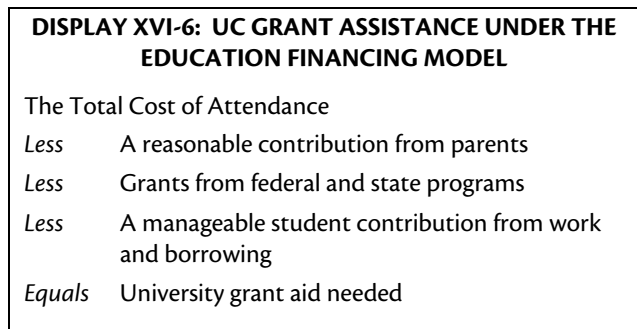 DISPLAY XVI-6: UC GRANT ASSISTANCE UNDER THE
EDUCATION FINANCING MODEL
The Total Cost of Attendance
Less A reasonable contribution from parents
Less Grants from federal and state programs
Less A manageable student contribution from work
and borrowing
Equals University grant aid needed